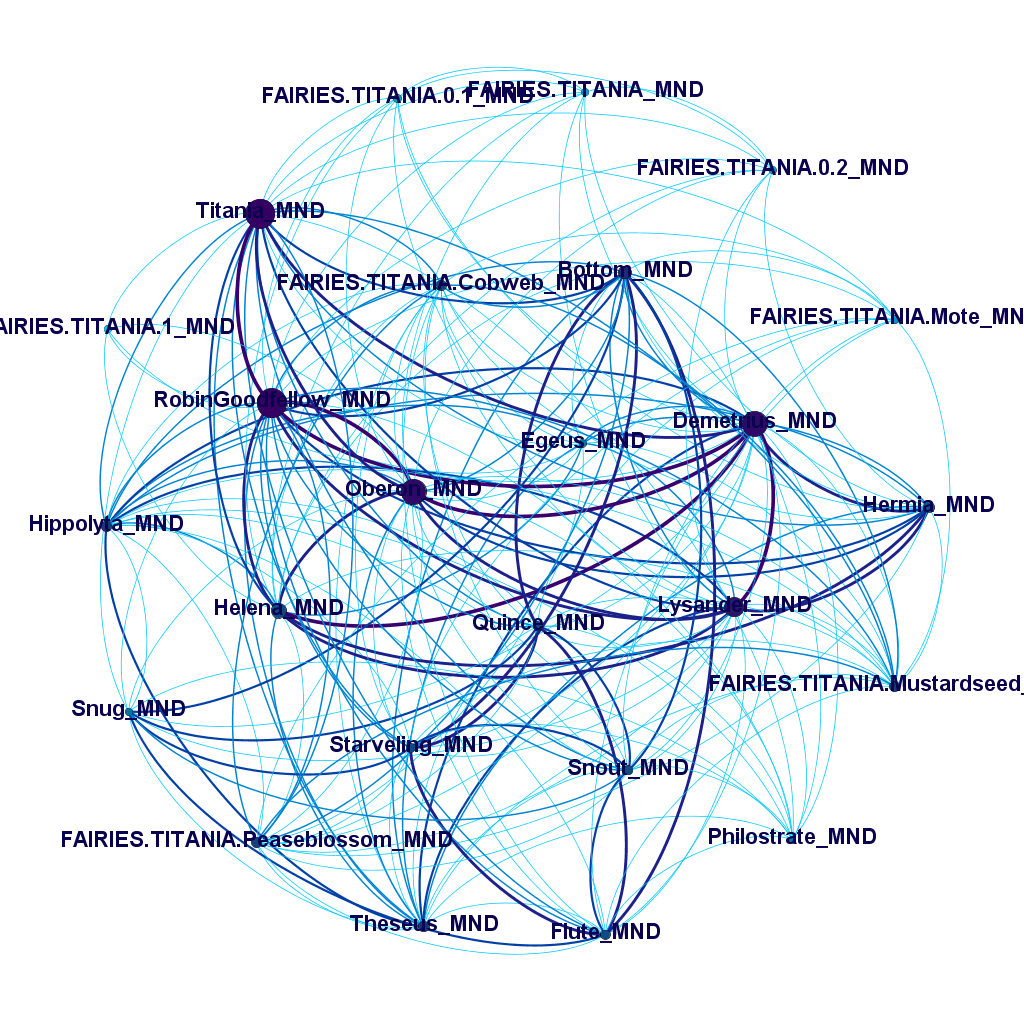 FAIRIES.TITANIA.0.1_MND
FAIRIES.TITANIA_MND
FAIRIES.TITANIA.0.2_MND
Titania_MND
Bottom_MND
FAIRIES.TITANIA.Cobweb_MND
FAIRIES.TITANIA.Mote_MN
AIRIES.TITANIA.1_MND
RobinGoodfellow_MND
Demetrius_MND
Egeus_MND
Oberon_MND
Hermia_MND
Hippolyta_MND
Lysander_MND
Helena_MND
Quince_MND
FAIRIES.TITANIA.Mustardseed_
Snug_MND
Starveling_MND
Snout_MND
Philostrate_MND
FAIRIES.TITANIA.Peaseblossom_MND
Theseus_MND
Flute_MND